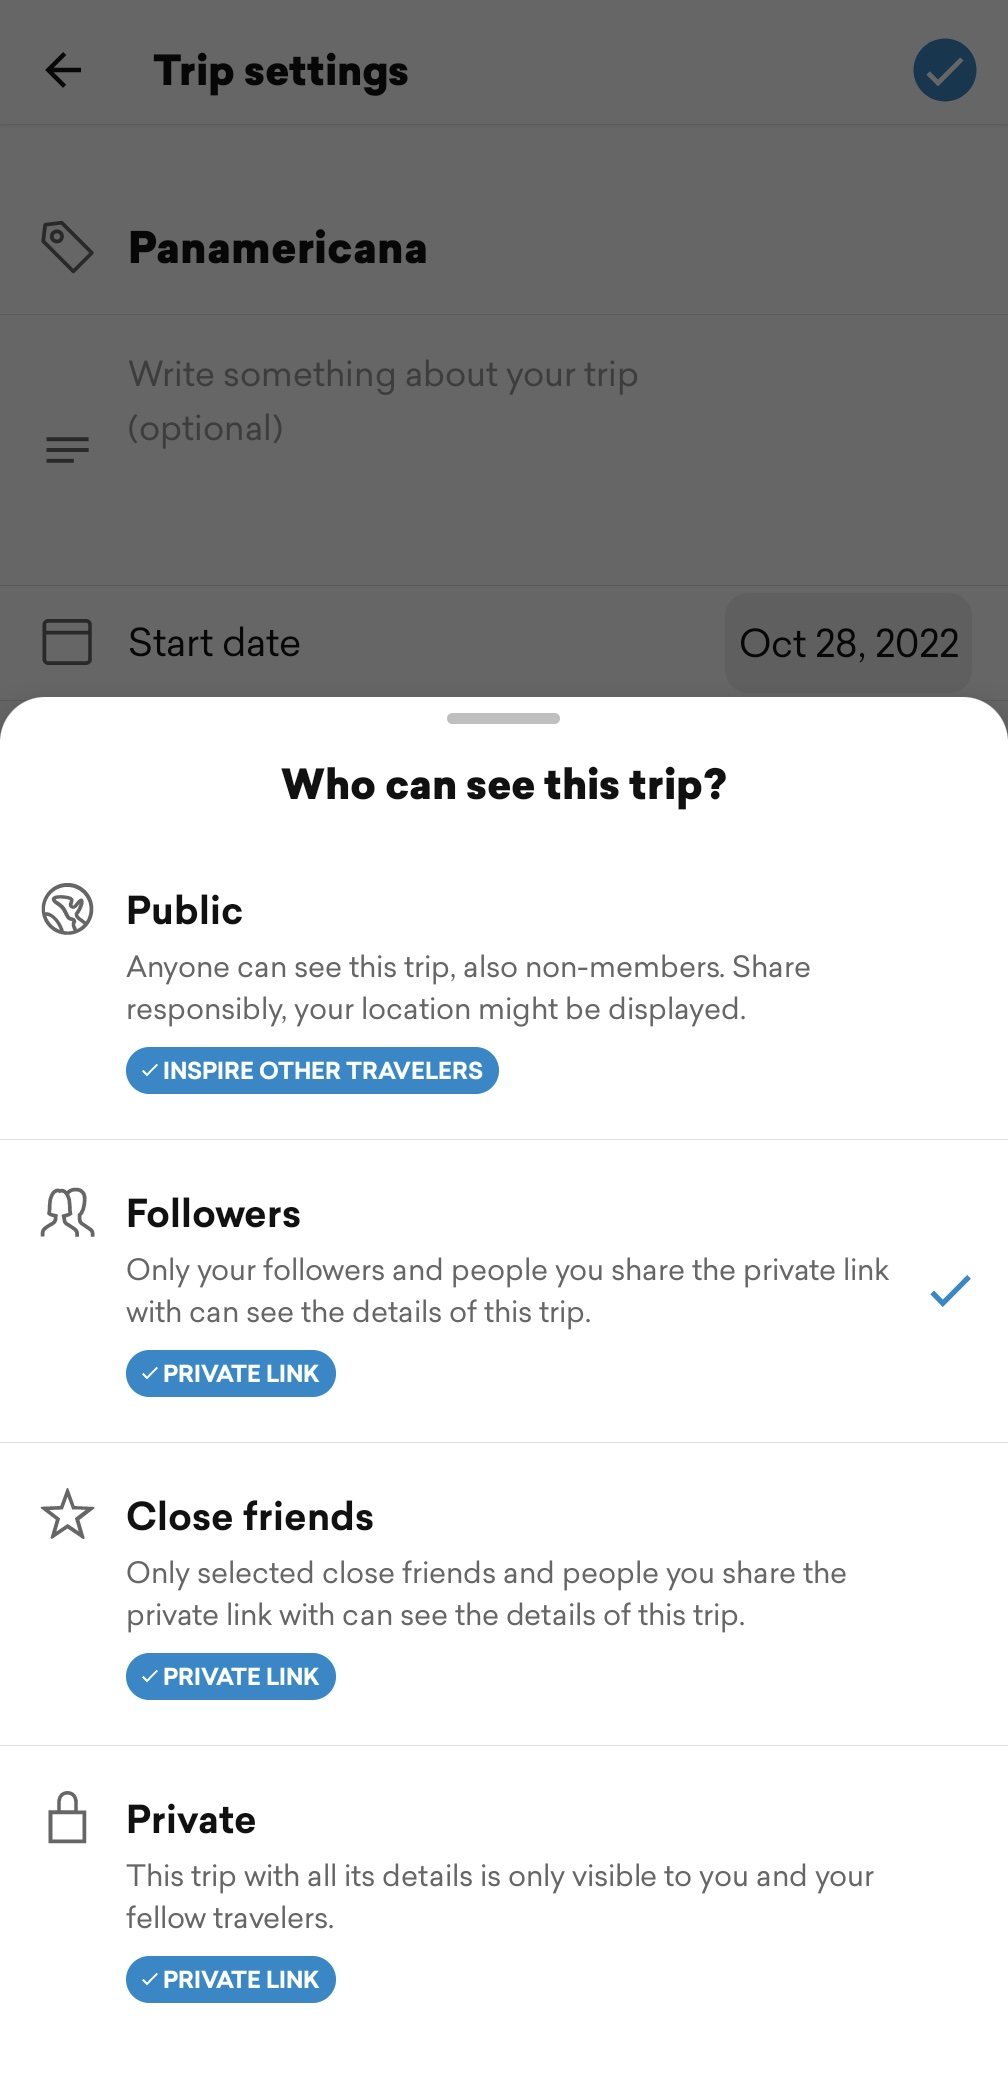 Trip settings
Panamericana
Write something about your trip
(optional)
Start date
Oct 28, 2022
Who can see this trip?
Public
Anyone can see this trip, also non-members. Share
responsibly, your location might be displayed.
INSPIRE OTHER TRAVELERS
Followers
Only your followers and people you share the private link
with can see the details of this trip.
PRIVATE LINK
Close friends
Only selected close friends and people you share the
private link with can see the details of this trip.
PRIVATE LINK
Private
This trip with all its details is only visible to you and your
fellow travelers.
PRIVATE LINK